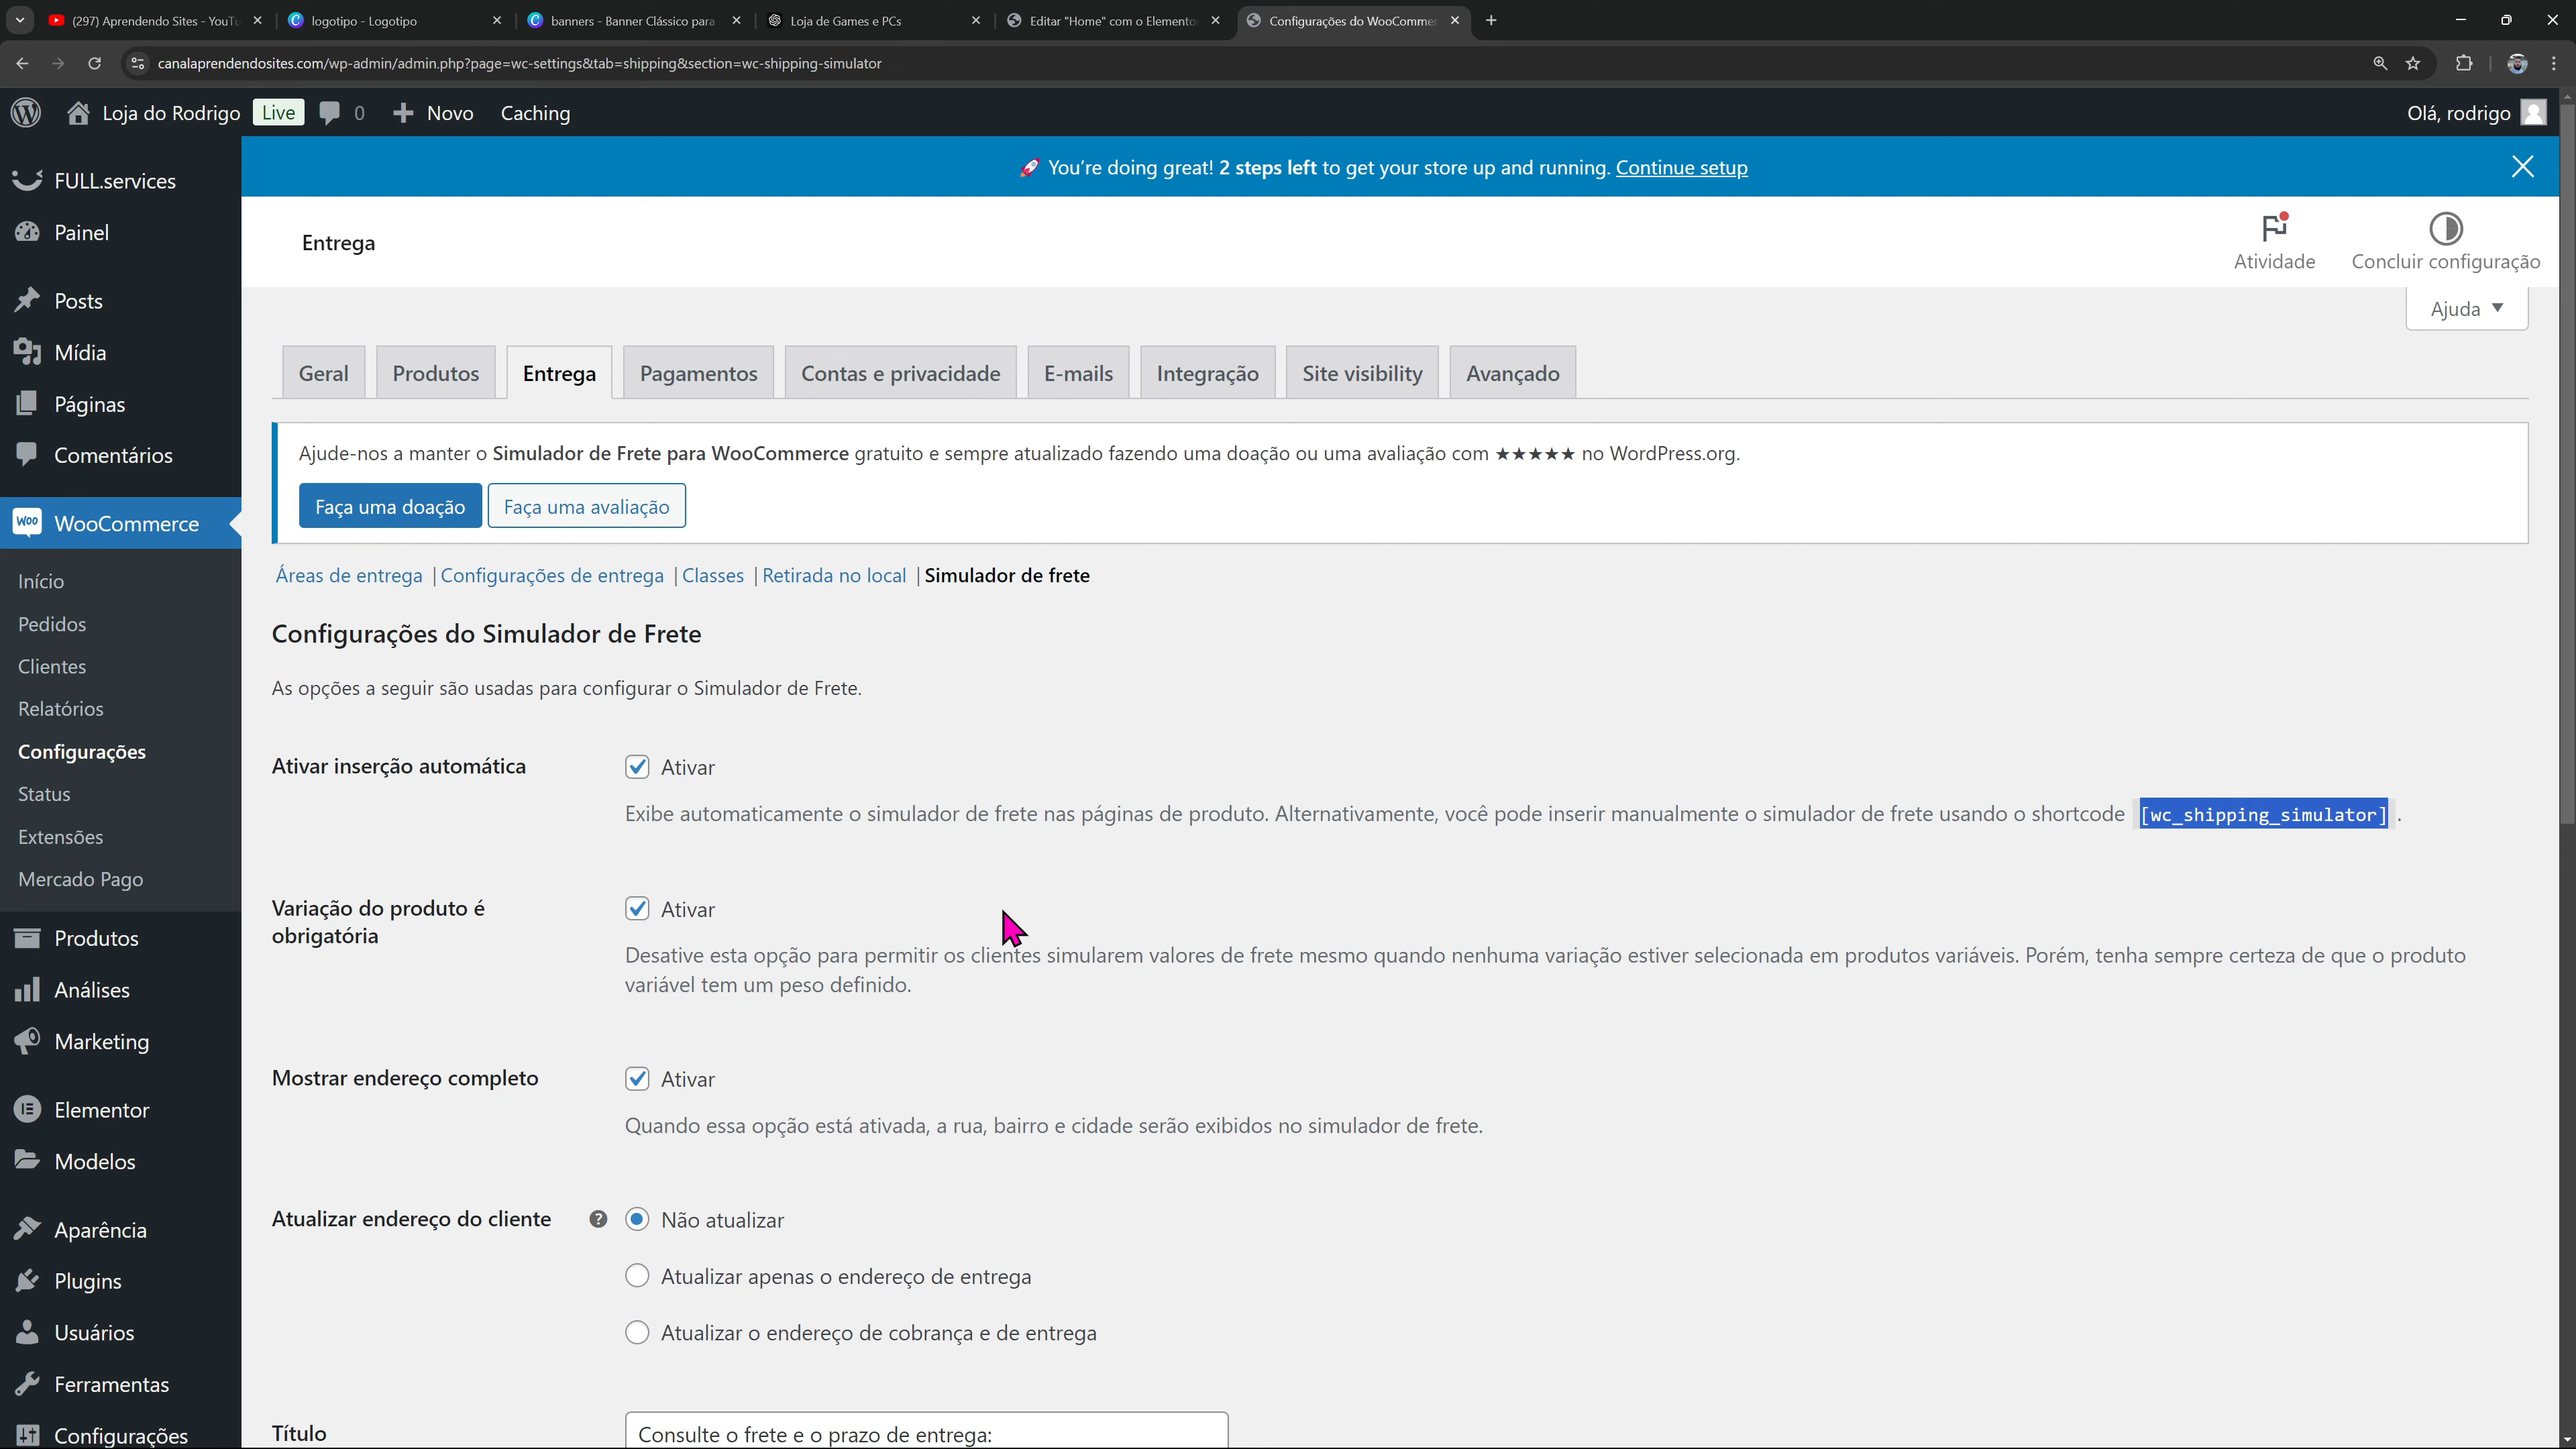 (297) Aprendendo Sites - YouTu
logotipo - Logotipo
banners - Banner Clássico para
Loja de Games e PCs
Editar "Home" com o Elemento
Configurações do WooCommer
canalaprendendosites.com/wp-admin/admin.php?page=wc-settings&tab=shipping&section=wc-shipping-simulator
Loja do Rodrigo Live 0 Novo Caching
Olá, rodrigo
FULL.services
Painel
Posts
Mídia
Páginas
Comentários
Woo WooCommerce
Início
Pedidos
Clientes
Relatórios
Configurações
Status
Extensões
Mercado Pago
Produtos
Análises
Marketing
Elementor
Modelos
Aparência
Plugins
Usuários
Ferramentas
Configurações
🚀 You're doing great! 2 steps left to get your store up and running. Continue setup
Entrega
Atividade
Concluir configuração
Ajuda ▼
Geral Produtos Entrega Pagamentos Contas e privacidade E-mails Integração Site visibility Avançado
Ajude-nos a manter o Simulador de Frete para WooCommerce gratuito e sempre atualizado fazendo uma doação ou uma avaliação com ★★★★★ no WordPress.org.
Faça uma doação Faça uma avaliação
Áreas de entrega | Configurações de entrega | Classes | Retirada no local | Simulador de frete
Configurações do Simulador de Frete
As opções a seguir são usadas para configurar o Simulador de Frete.
Ativar inserção automática
Ativar
Exibe automaticamente o simulador de frete nas páginas de produto. Alternativamente, você pode inserir manualmente o simulador de frete usando o shortcode [wc_shipping_simulator] .
Variação do produto é
obrigatória
Ativar
Desative esta opção para permitir os clientes simularem valores de frete mesmo quando nenhuma variação estiver selecionada em produtos variáveis. Porém, tenha sempre certeza de que o produto
variável tem um peso definido.
Mostrar endereço completo
Ativar
Quando essa opção está ativada, a rua, bairro e cidade serão exibidos no simulador de frete.
Atualizar endereço do cliente ?
Não atualizar
Atualizar apenas o endereço de entrega
Atualizar o endereço de cobrança e de entrega
Título
Consulte o frete e o prazo de entrega: